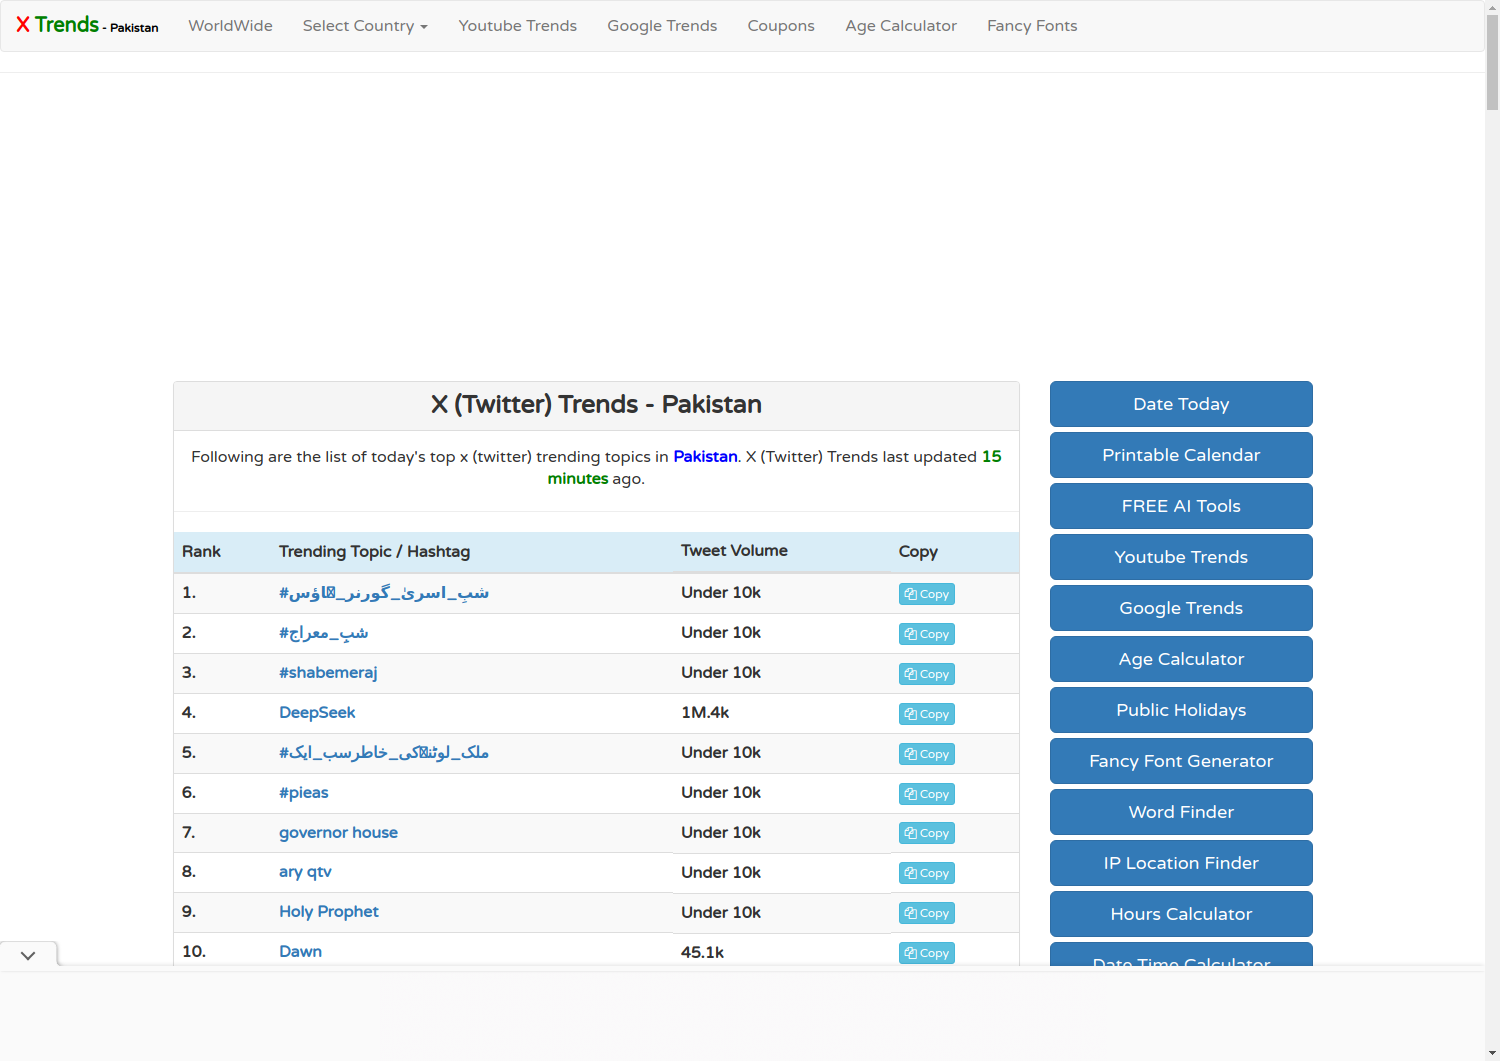 X Trends - Pakistan WorldWide Select Country Youtube Trends Google Trends Coupons Age Calculator Fancy Fonts
X (Twitter) Trends - Pakistan
Following are the list of today's top x (twitter) trending topics in Pakistan. X (Twitter) Trends last updated 15
minutes ago.
Rank Trending Topic / Hashtag Tweet Volume Copy
1. Under 10k Copy
2. #شبِ_معراج Under 10k Copy
3. #shabemeraj Under 10k Copy
4. DeepSeek 1M.4k Copy
5. Under 10k Copy
6. #pieas Under 10k Copy
7. governor house Under 10k Copy
8. ary qtv Under 10k Copy
9. Holy Prophet Under 10k Copy
10. Dawn 45.1k Copy
Date Today
Printable Calendar
FREE AI Tools
Youtube Trends
Google Trends
Age Calculator
Public Holidays
Fancy Font Generator
Word Finder
IP Location Finder
Hours Calculator
Date Time Calculator